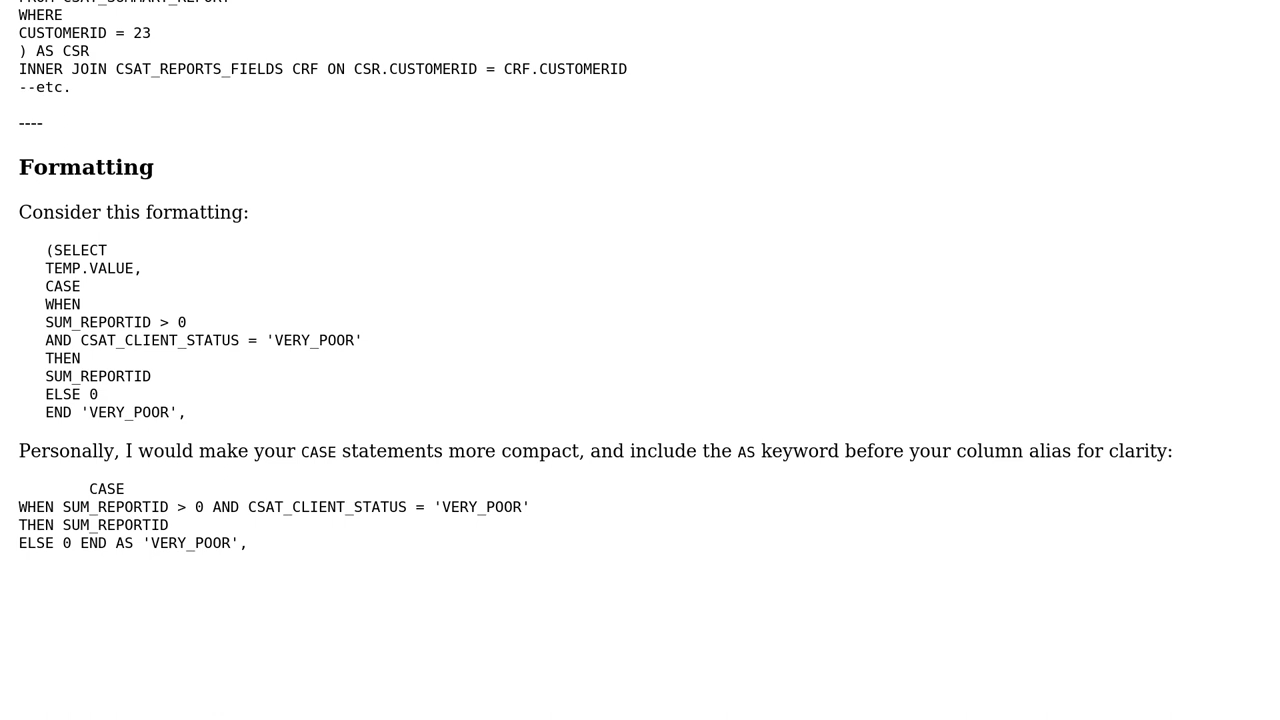 FROM CSAT_SUMMARY_REPORT
WHERE
CUSTOMERID = 23
) AS CSR
INNER JOIN CSAT_REPORTS_FIELDS CRF ON CSR.CUSTOMERID = CRF.CUSTOMERID
--etc.
----
Formatting
Consider this formatting:
(SELECT
TEMP.VALUE,
CASE
WHEN
SUM_REPORTID > 0
AND CSAT_CLIENT_STATUS = 'VERY_POOR'
THEN
SUM_REPORTID
ELSE 0
END 'VERY_POOR',
Personally, I would make your CASE statements more compact, and include the AS keyword before your column alias for clarity:
CASE
WHEN SUM_REPORTID > 0 AND CSAT_CLIENT_STATUS = 'VERY_POOR'
THEN SUM_REPORTID
ELSE 0 END AS 'VERY_POOR',